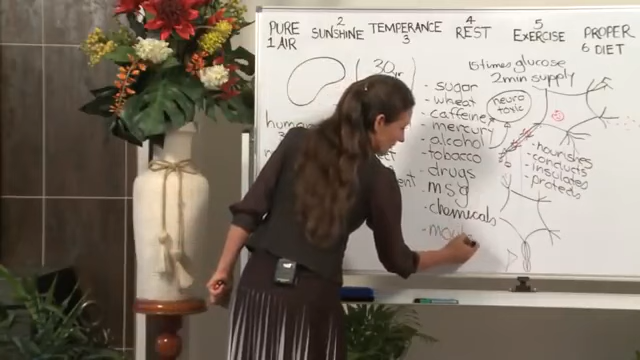 PURE 2 SUNSHINE TEMPERANCE 4 REST 5 EXERCISE PROPER
1 AIR 3 6 DIET
30
15 times glucose
2 min supply
neuro
toxic
- sugar
- wheat
- caffeine
- mercury
- alcohol
- tobacco
- drugs
- msg
- chemicals
- nourishes
- conducts
- insulates
- protects